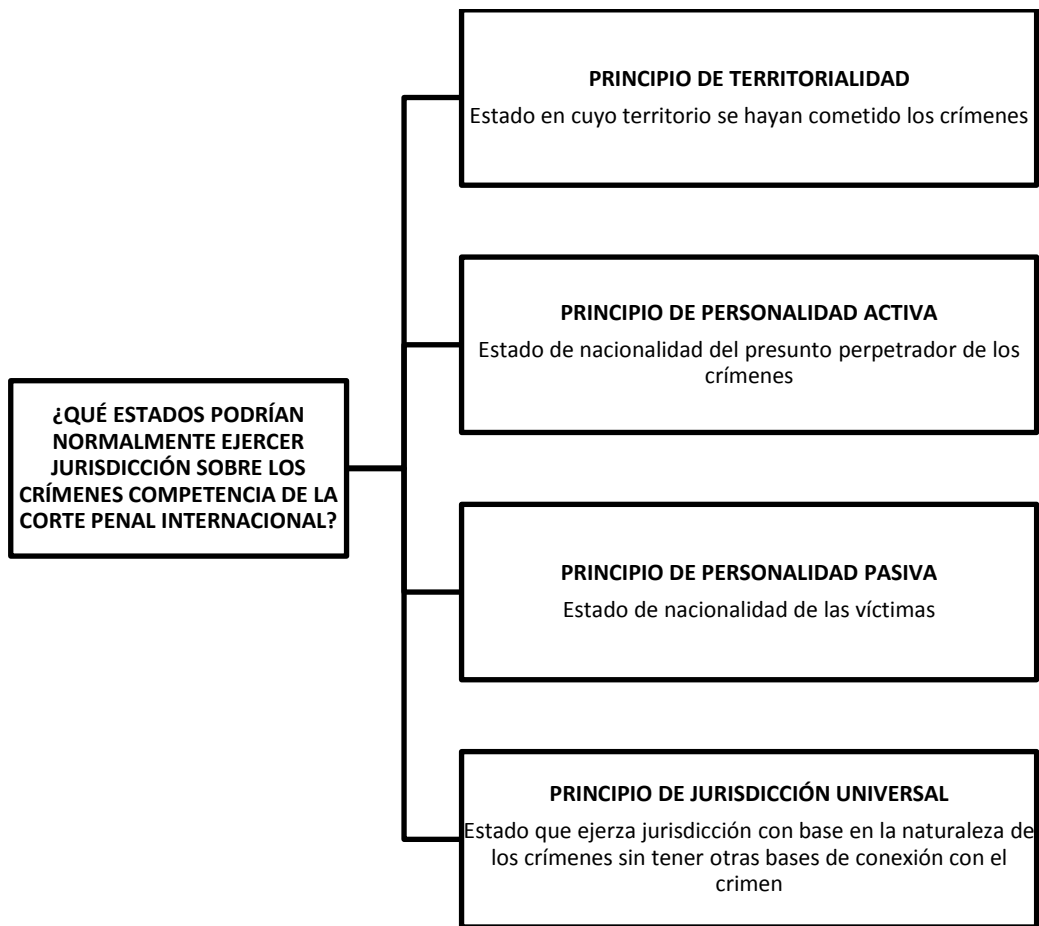 ¿QUÉ ESTADOS PODRÍAN
NORMALMENTE EJERCER
JURISDICCIÓN SOBRE LOS
CRÍMENES COMPETENCIA DE LA
CORTE PENAL INTERNACIONAL?
PRINCIPIO DE TERRITORIALIDAD
Estado en cuyo territorio se hayan cometido los crímenes
PRINCIPIO DE PERSONALIDAD ACTIVA
Estado de nacionalidad del presunto perpetrador de los
crímenes
PRINCIPIO DE PERSONALIDAD PASIVA
Estado de nacionalidad de las víctimas
PRINCIPIO DE JURISDICCIÓN UNIVERSAL
Estado que ejerza jurisdicción con base en la naturaleza de
los crímenes sin tener otras bases de conexión con el
crimen